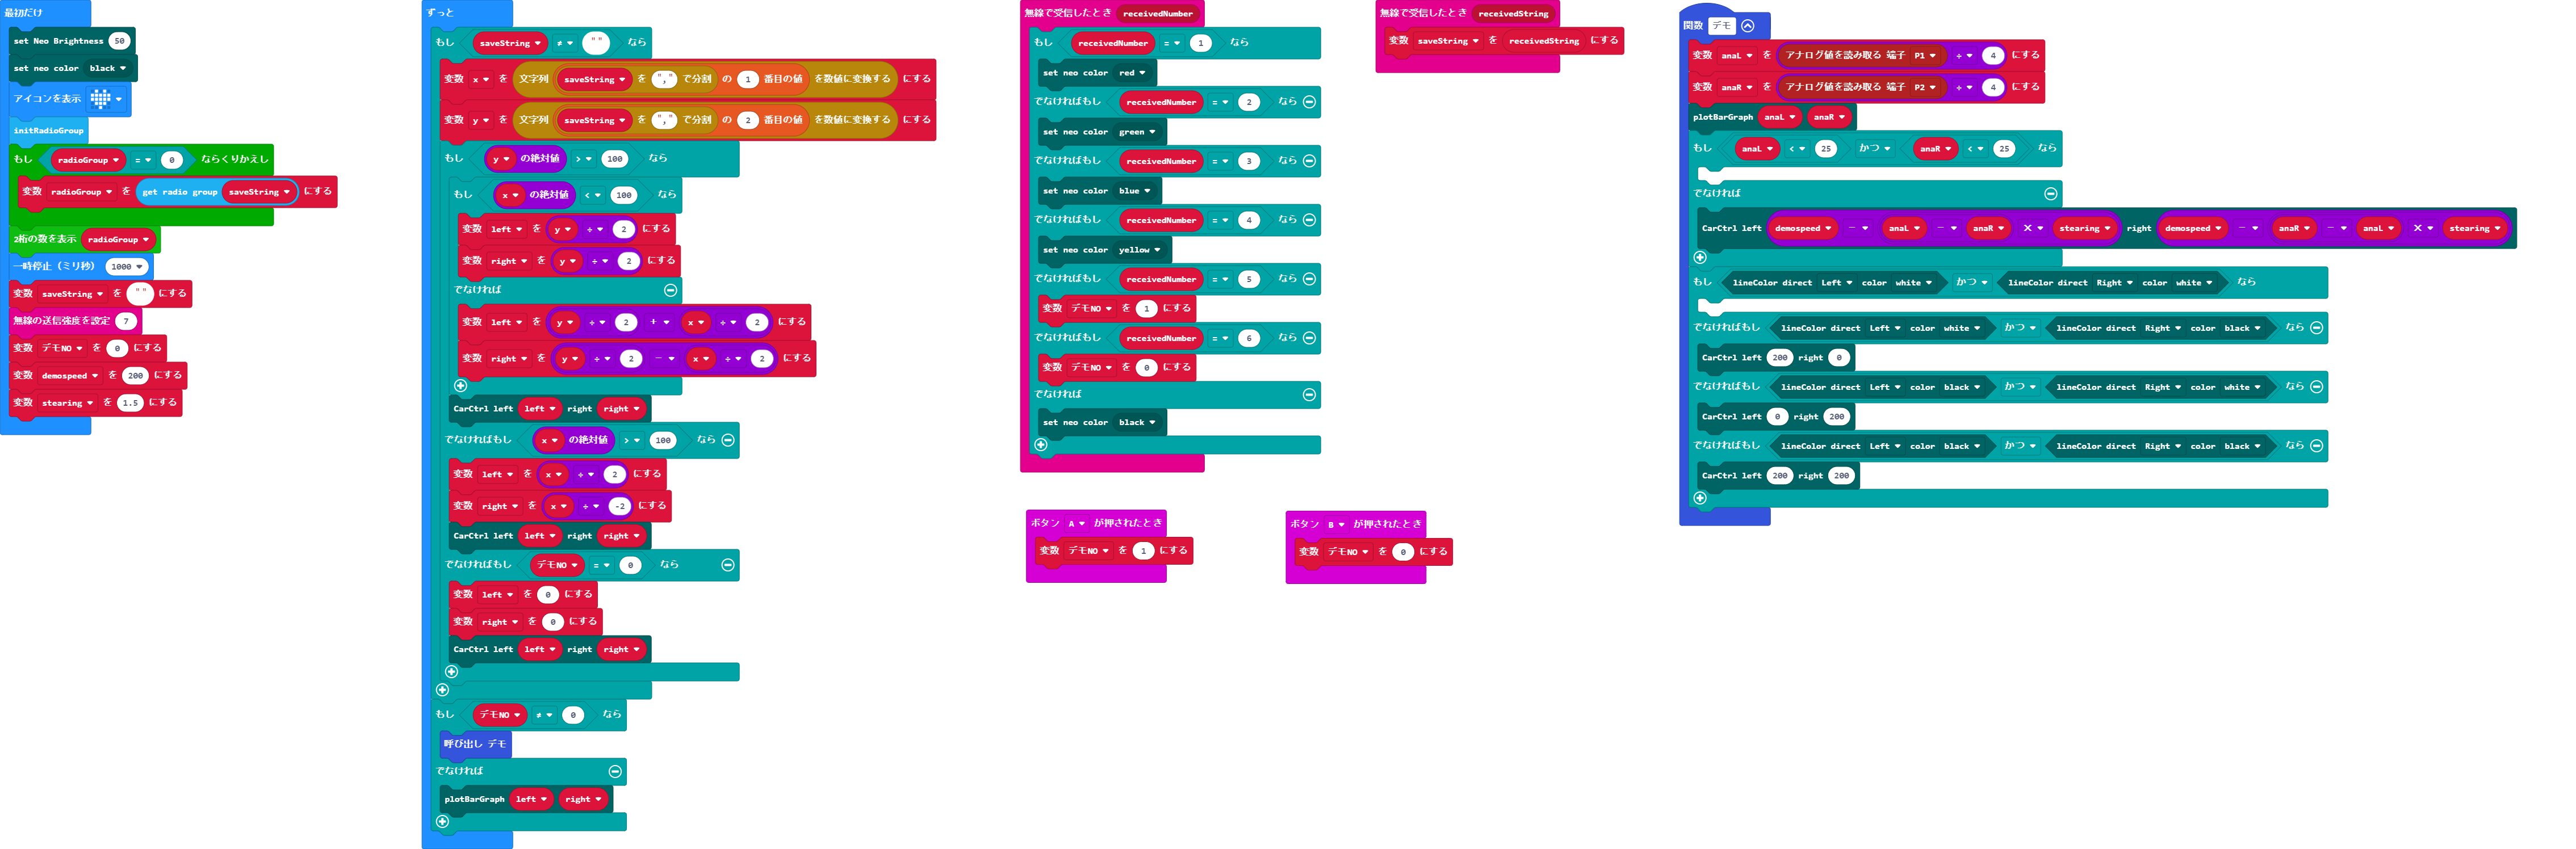 最初だけ
set Neo Brightness 50
set neo color black
アイコンを表示
initRadioGroup
もし radioGroup = 0 ならくりかえし
変数 radioGroup を get radio group saveString にする
2桁の数を表示 radioGroup
一時停止（ミリ秒） 1000
変数 saveString を "" にする
無線の送信強度を設定 7
変数 デモNO を 0 にする
変数 demospeed を 200 にする
変数 stearing を 1.5 にする
ずっと
もし saveString ≠ "" なら
変数 x を 文字列 saveString を "," で分割 の 1 番目の値 を数値に変換する にする
変数 y を 文字列 saveString を "," で分割 の 2 番目の値 を数値に変換する にする
もし y の絶対値 > 100 なら
もし x の絶対値 < 100 なら
変数 left を y ÷ 2 にする
変数 right を y ÷ 2 にする
でなければ
変数 left を y ÷ 2 + x ÷ 2 にする
変数 right を y ÷ 2 - x ÷ 2 にする
CarCtrl left left right right
でなければもし x の絶対値 > 100 なら
変数 left を x ÷ 2 にする
変数 right を x ÷ -2 にする
CarCtrl left left right right
でなければもし デモNO = 0 なら
変数 left を 0 にする
変数 right を 0 にする
CarCtrl left left right right
もし デモNO ≠ 0 なら
呼び出し デモ
でなければ
plotBarGraph left right
無線で受信したとき receivedNumber
もし receivedNumber = 1 なら
set neo color red
でなければもし receivedNumber = 2 なら
set neo color green
でなければもし receivedNumber = 3 なら
set neo color blue
でなければもし receivedNumber = 4 なら
set neo color yellow
でなければもし receivedNumber = 5 なら
変数 デモNO を 1 にする
でなければもし receivedNumber = 6 なら
変数 デモNO を 0 にする
でなければ
set neo color black
ボタン A が押されたとき
変数 デモNO を 1 にする
無線で受信したとき receivedString
変数 saveString を receivedString にする
ボタン B が押されたとき
変数 デモNO を 0 にする
関数 デモ
変数 anaL を アナログ値を読み取る 端子 P1 ÷ 4 にする
変数 anaR を アナログ値を読み取る 端子 P2 ÷ 4 にする
plotBarGraph anaL anaR
もし anaL < 25 かつ anaR < 25 なら
でなければ
CarCtrl left demospeed - anaL - anaR × stearing right demospeed - anaR - anaL × stearing
もし lineColor direct Left color white かつ lineColor direct Right color white なら
でなければもし lineColor direct Left color white かつ lineColor direct Right color black なら
CarCtrl left 200 right 0
でなければもし lineColor direct Left color black かつ lineColor direct Right color white なら
CarCtrl left 0 right 200
でなければもし lineColor direct Left color black かつ lineColor direct Right color black なら
CarCtrl left 200 right 200